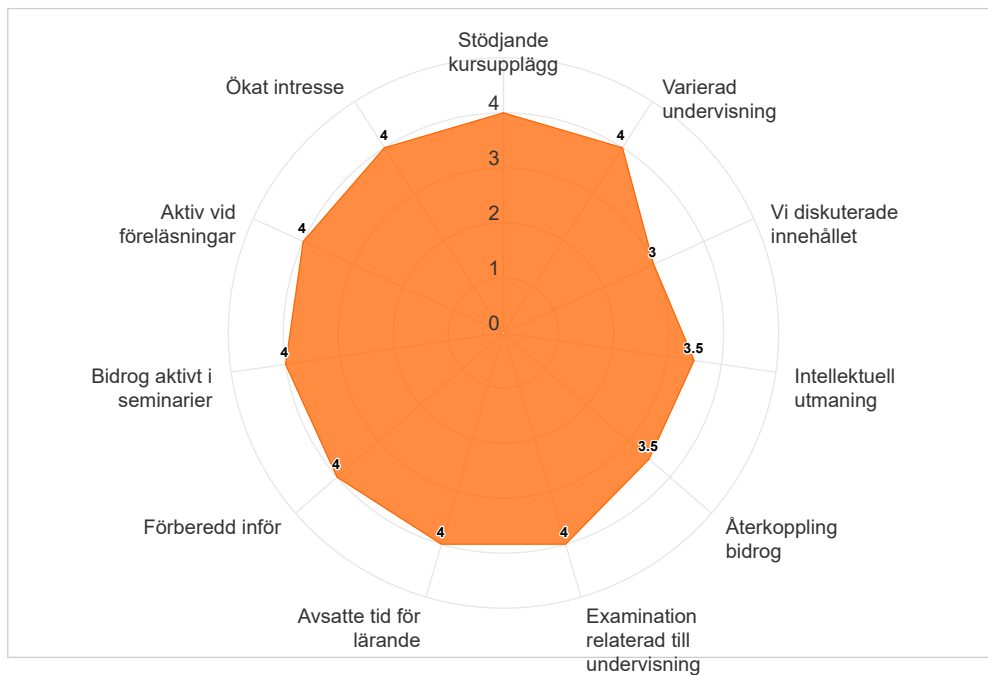 Stödjande
kursupplägg
Varierad
undervisning
Vi diskuterade
innehållet
Intellektuell
utmaning
Återkoppling
bidrog
Examination
relaterad till
undervisning
Avsatte tid för
lärande
Förberedd inför
Bidrog aktivt i
seminarier
Aktiv vid
föreläsningar
Ökat intresse
4
3
2
1
0
4
3
3.5
3.5
4
4
4
4
4
4